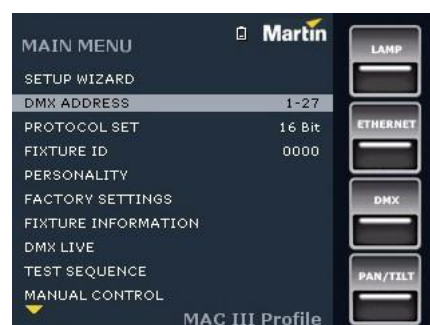 Martin
MAIN MENU
LAMP
SETUP WIZARD
DMX ADDRESS 1-27
PROTOCOL SET 16 Bit
ETHERNET
FIXTURE ID 0000
PERSONALITY
FACTORY SETTINGS
DMX
FIXTURE INFORMATION
DMX LIVE
TEST SEQUENCE
PAN/TILT
MANUAL CONTROL
MAC III Profile